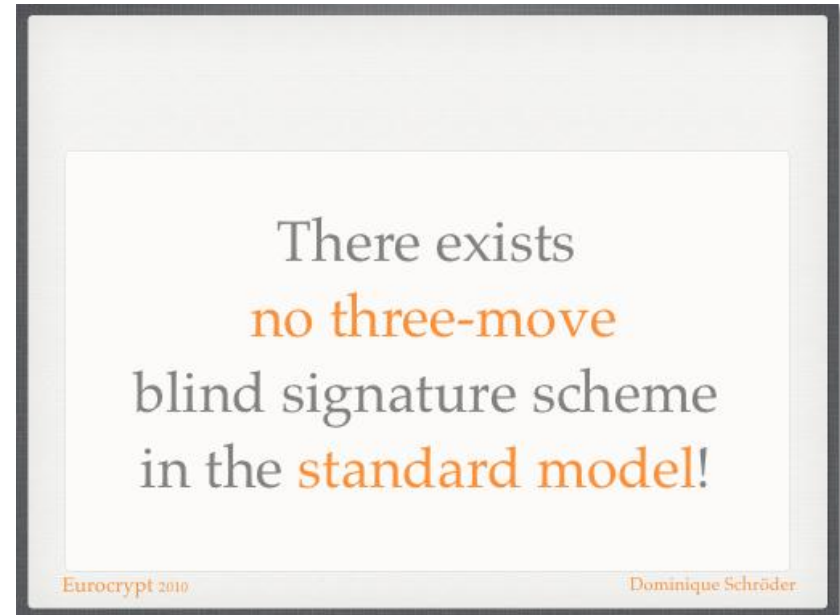 There exists
no three-move
blind signature scheme
in the standard model!
Eurocrypt 2010
Dominique Schröder